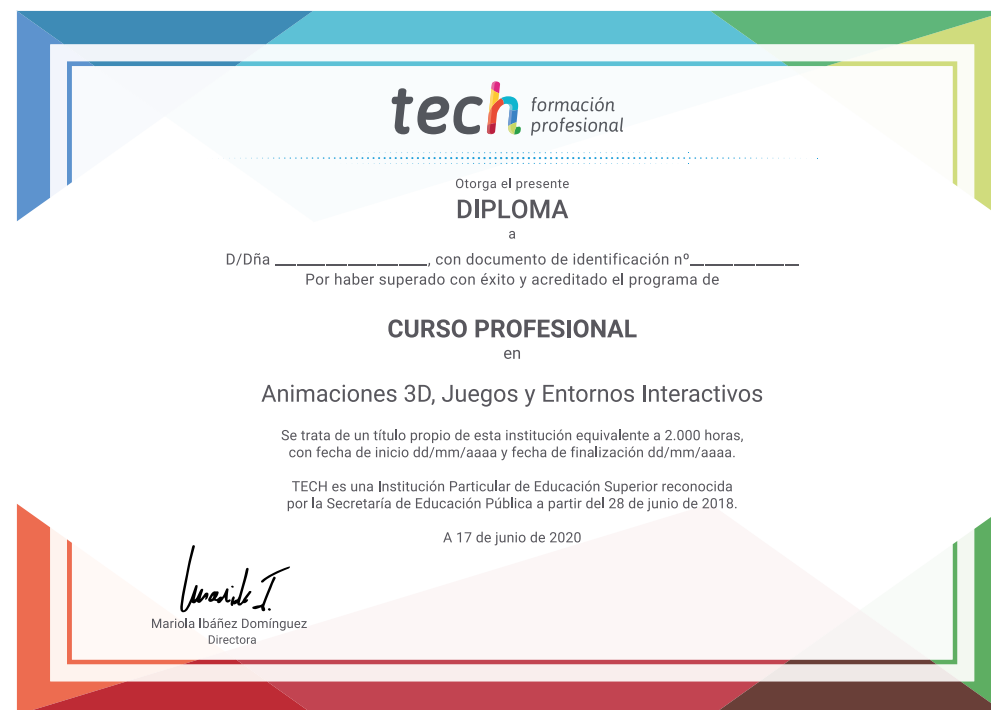 tech formación
profesional
Otorga el presente
DIPLOMA
a
D/Dña ____________________, con documento de identificación nº______________
Por haber superado con éxito y acreditado el programa de
CURSO PROFESIONAL
en
Animaciones 3D, Juegos y Entornos Interactivos
Se trata de un título propio de esta institución equivalente a 2.000 horas,
con fecha de inicio dd/mm/aaaa y fecha de finalización dd/mm/aaaa.
TECH es una Institución Particular de Educación Superior reconocida
por la Secretaría de Educación Pública a partir del 28 de junio de 2018.
A 17 de junio de 2020
Mariola I.
Mariola Ibáñez Domínguez
Directora